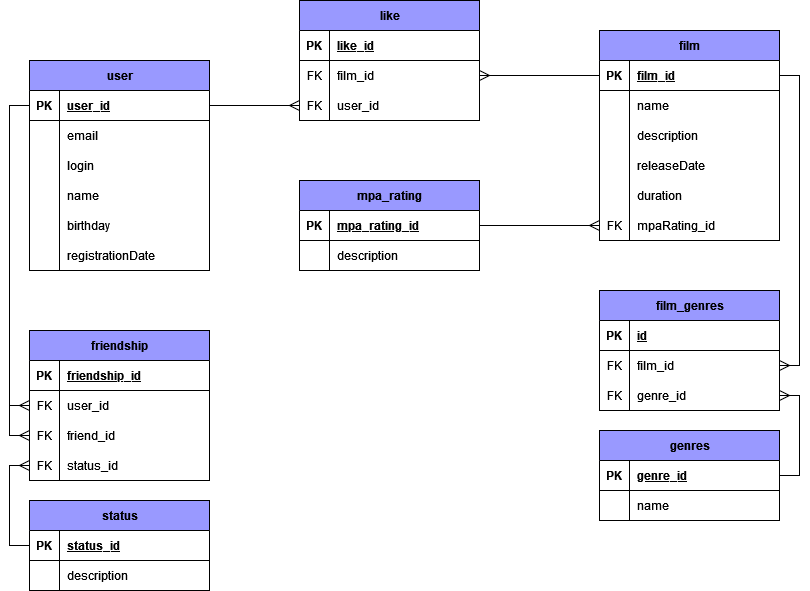 like
PK like_id
FK film_id
FK user_id
film
PK film_id
name
description
releaseDate
duration
FK mpaRating_id
user
PK user_id
email
login
name
birthday
registrationDate
mpa_rating
PK mpa_rating_id
description
film_genres
PK id
FK film_id
FK genre_id
friendship
PK friendship_id
FK user_id
FK friend_id
FK status_id
genres
PK genre_id
name
status
PK status_id
description